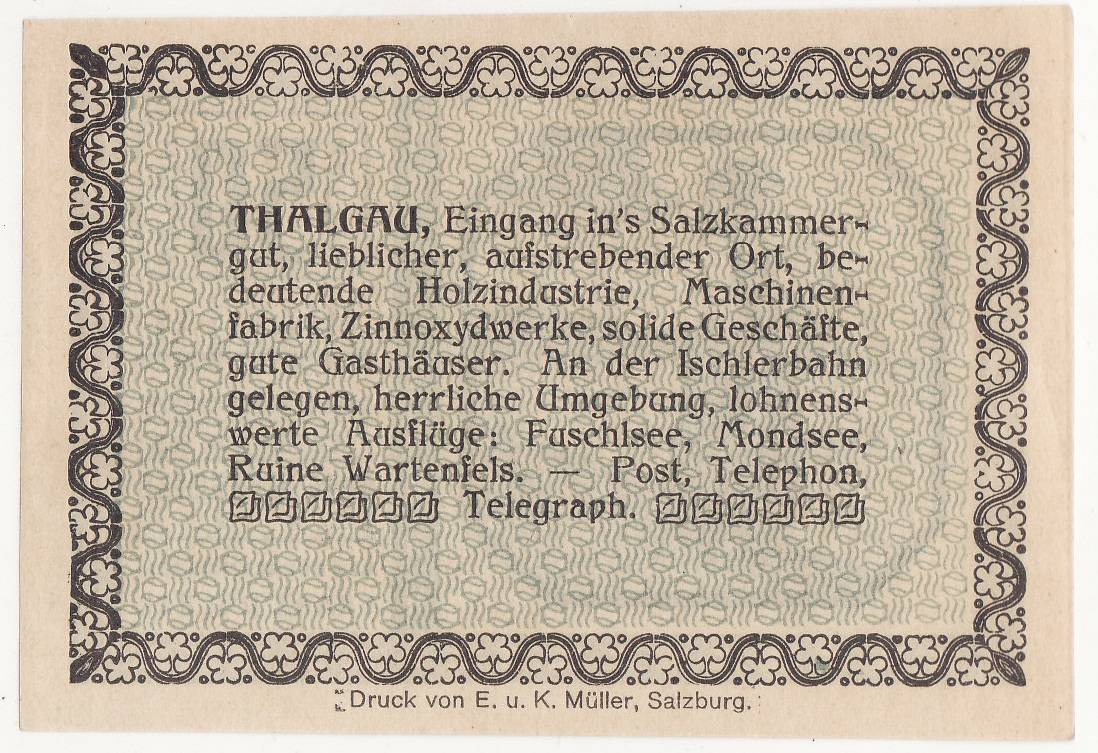 THALGAU, Eingang in's Salzkammer-
gut, lieblicher, aufstrebender Ort, be-
deutende Holzindustrie, Maschinen-
fabrik, Zinnoxydwerke, solide Geschäfte,
gute Gasthäuser. An der Ischlerbahn
gelegen, herrliche Umgebung, lohnens-
werte Ausflüge: Fuschlsee, Mondsee,
Ruine Wartenfels. — Post, Telephon,
Telegraph.
Druck von E. u. K. Müller, Salzburg.